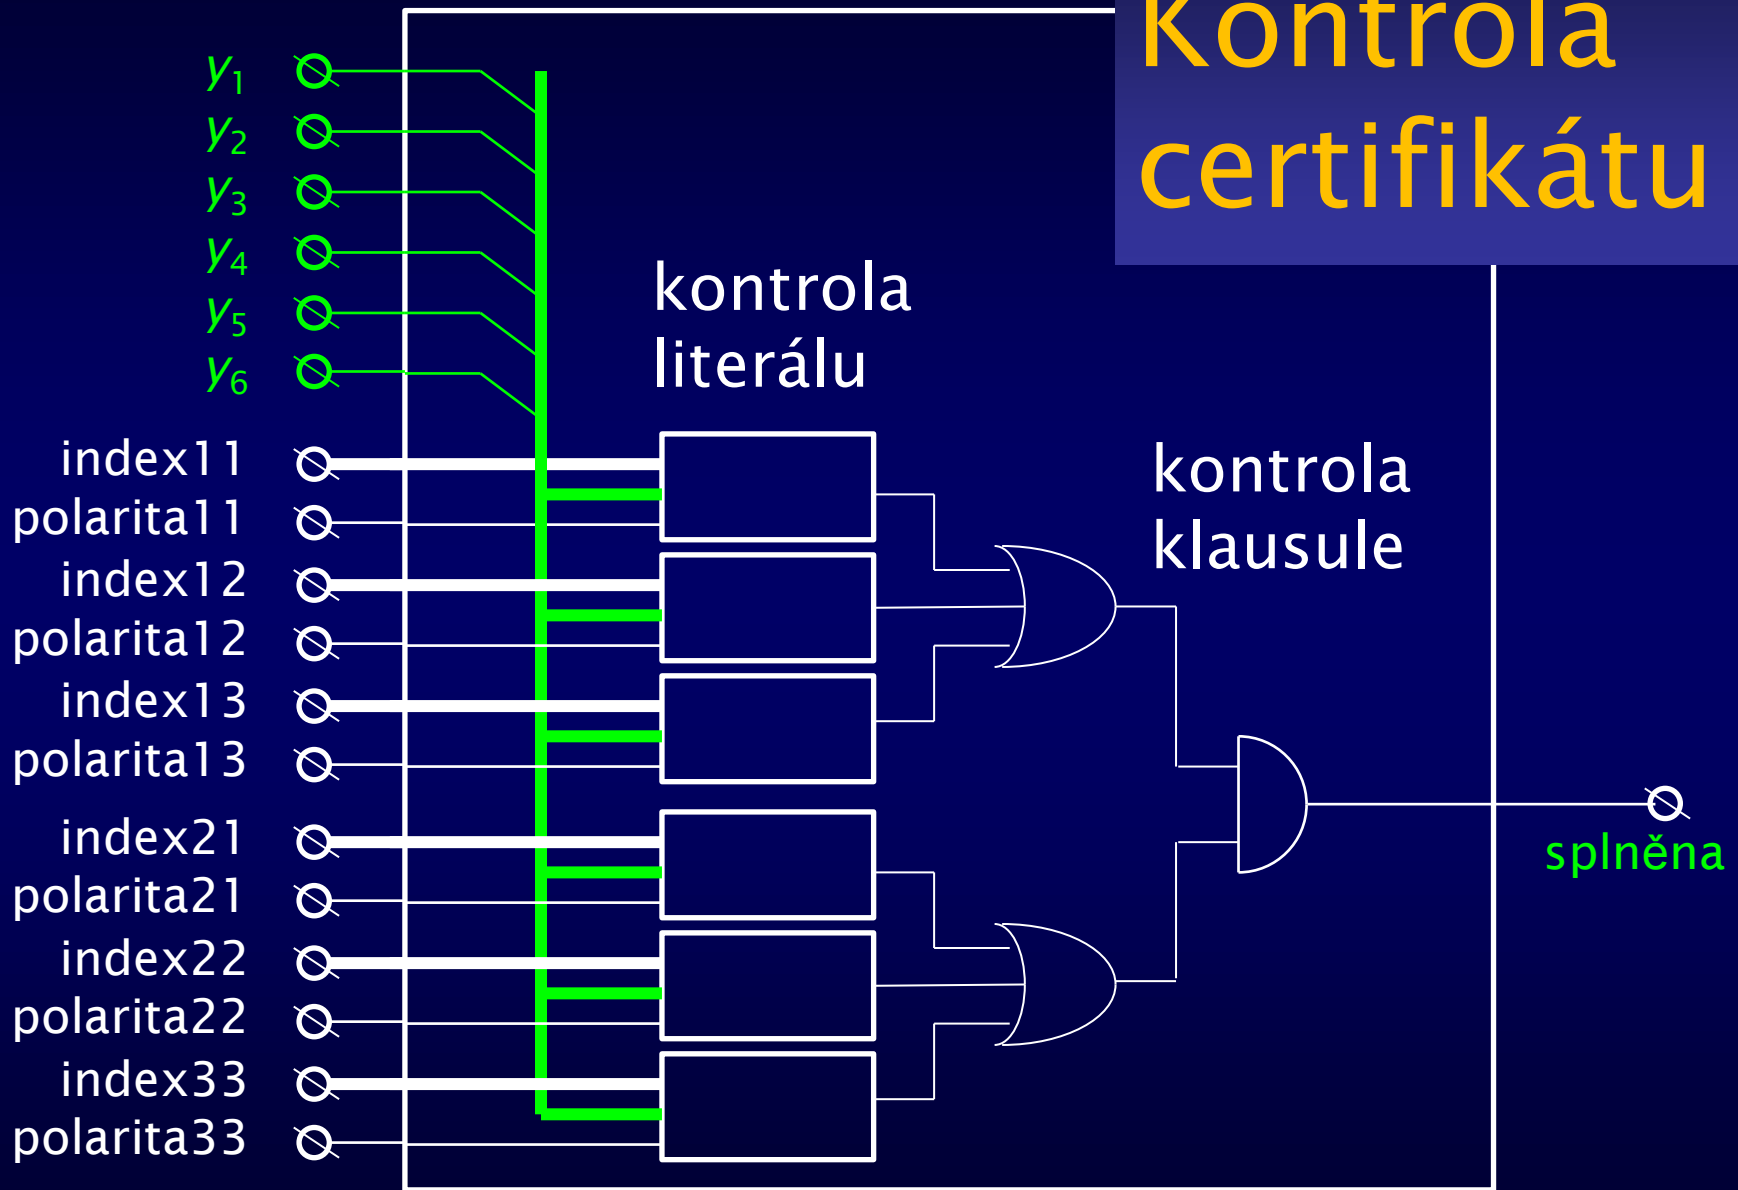 Kontrola
certifikátu
y1
y2
y3
y4
y5
y6
kontrola
literálu
index11
polarita11
index12
polarita12
index13
polarita13
index21
polarita21
index22
polarita22
index33
polarita33
kontrola
klausule
splněna